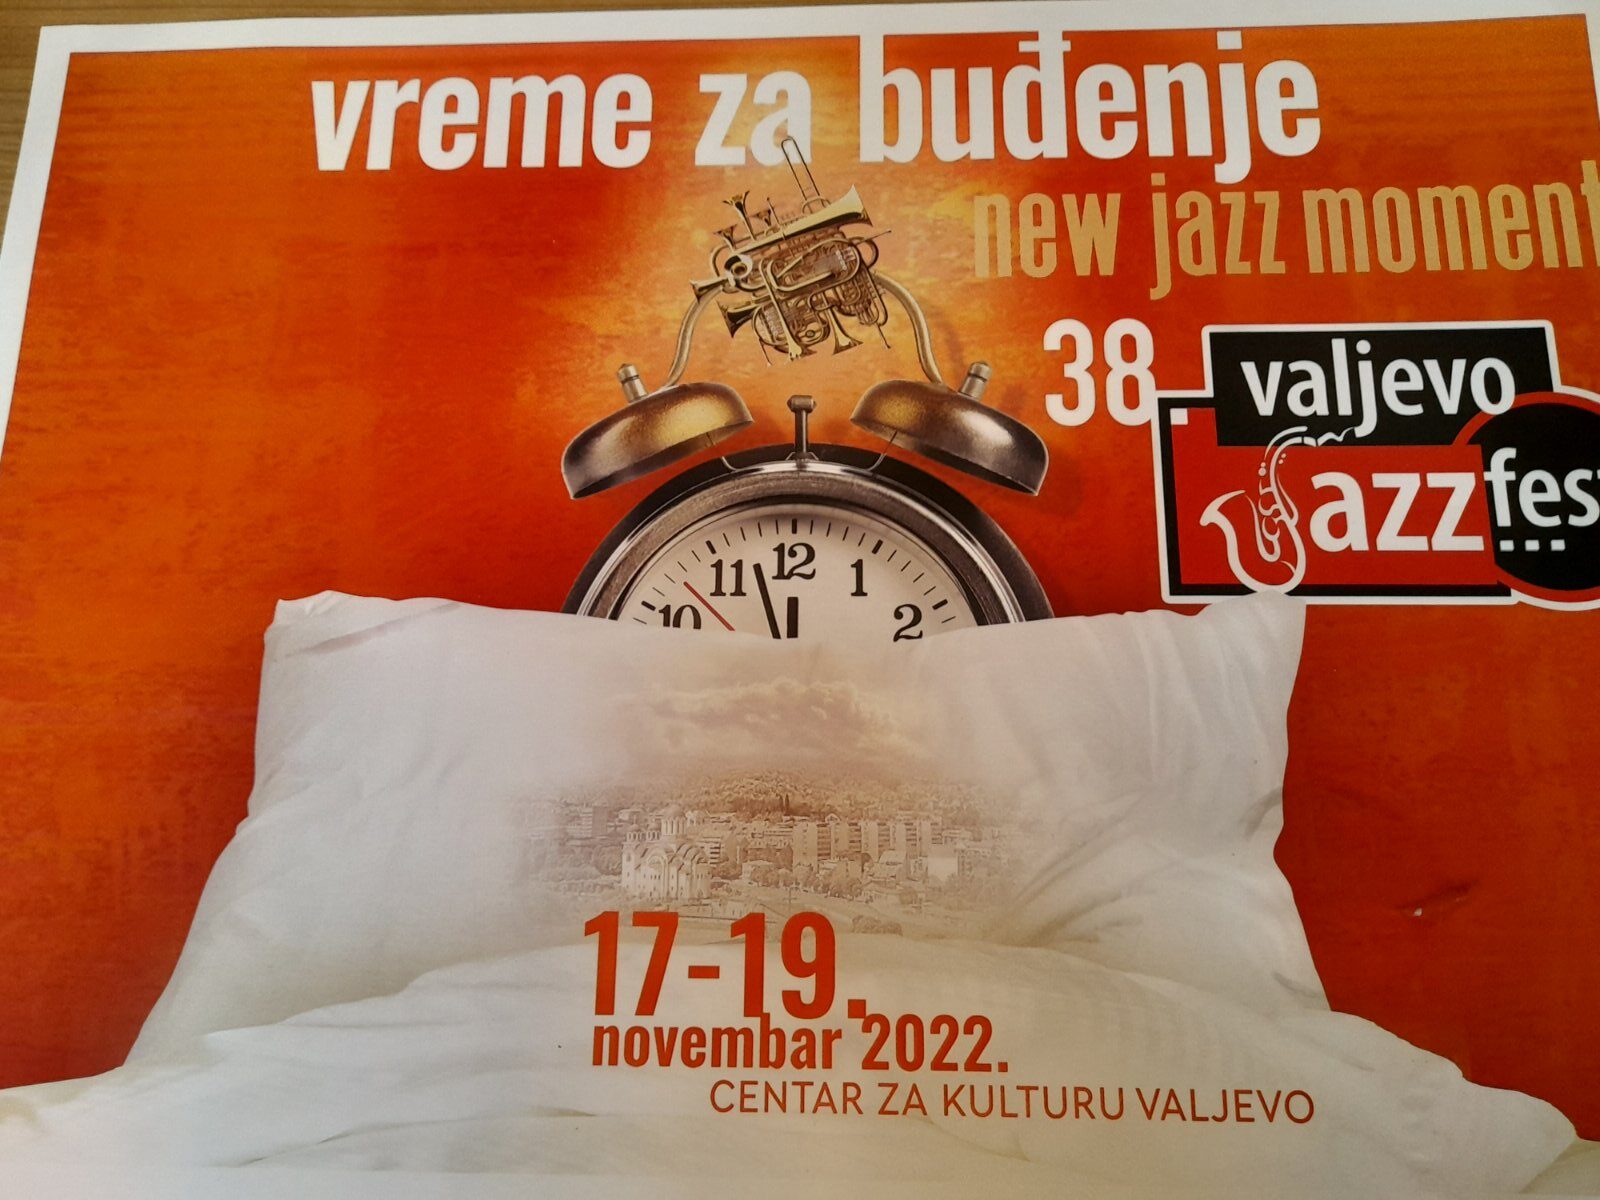 vreme za buđenje
new jazz moment
38.
valjevo
Jazz fest
12
11
1
10
2
17-19.
novembar 2022.
CENTAR ZA KULTURU VALJEVO